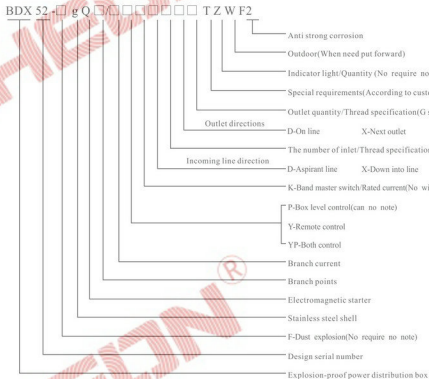 BDX 52-□ g Q □ □ □ □ □ □ □ □ T Z W F2
Anti strong corrosion
Outdoor(When need put forward)
Indicator light/Quantity (No require no
Special requirements(According to custo
Outlet quantity/Thread specification(G s
Outlet directions
D-On line X-Next outlet
The number of inlet/Thread specification
Incoming line direction
D-Aspirant line X-Down into line
K-Band master switch/Rated current(No wi
P-Box level control(can no note)
Y-Remote control
YP-Both control
Branch current
Branch points
Electromagnetic starter
Stainless steel shell
F-Dust explosion(No require no note)
Design serial number
Explosion-proof power distribution box